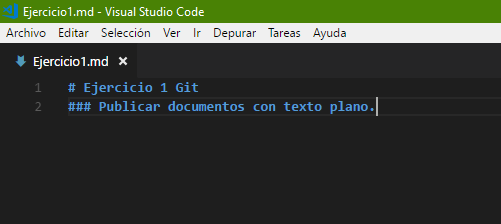 Ejercicio1.md - Visual Studio Code
Archivo Editar Selección Ver Ir Depurar Tareas Ayuda
Ejercicio1.md ×
1 # Ejercicio 1 Git
2 ### Publicar documentos con texto plano.